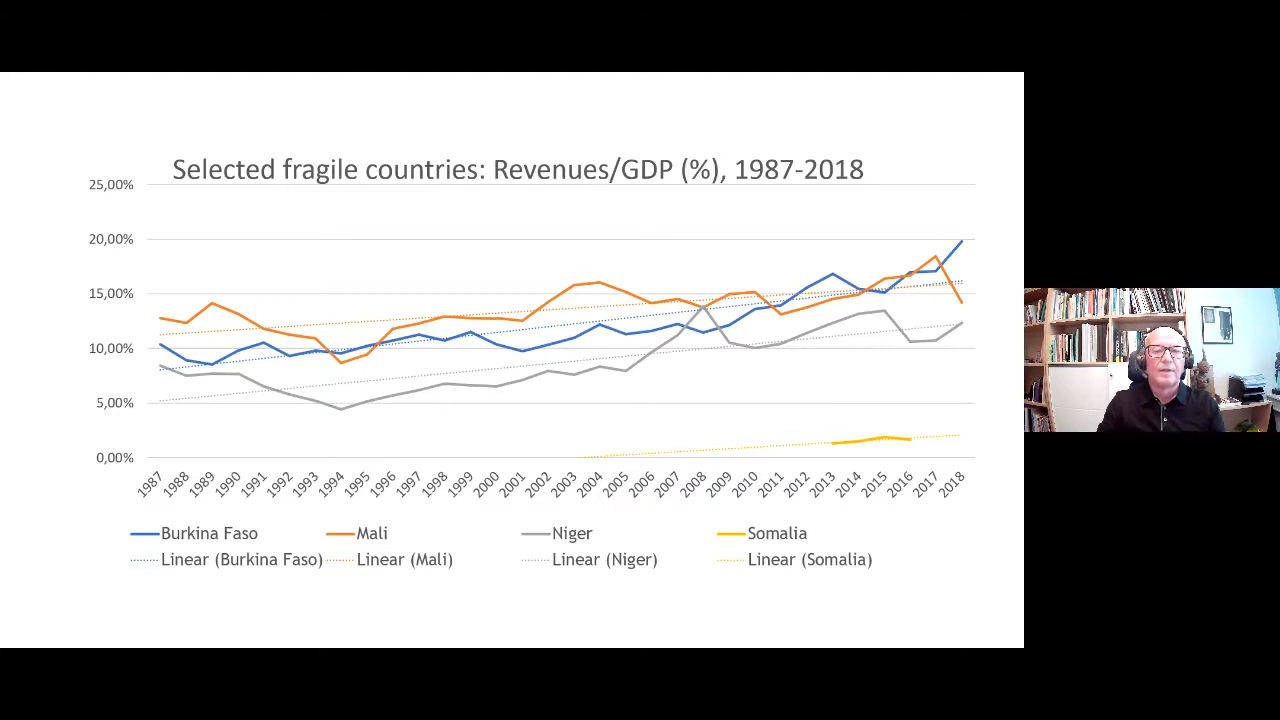 Selected fragile countries: Revenues/GDP (%), 1987-2018
25,00%
20,00%
15,00%
10,00%
5,00%
0,00%
1987 1988 1989 1990 1991 1992 1993 1994 1995 1996 1997 1998 1999 2000 2001 2002 2003 2004 2005 2006 2007 2008 2009 2010 2011 2012 2013 2014 2015 2016 2017 2018
Burkina Faso Mali Niger Somalia
Linear (Burkina Faso) Linear (Mali) Linear (Niger) Linear (Somalia)